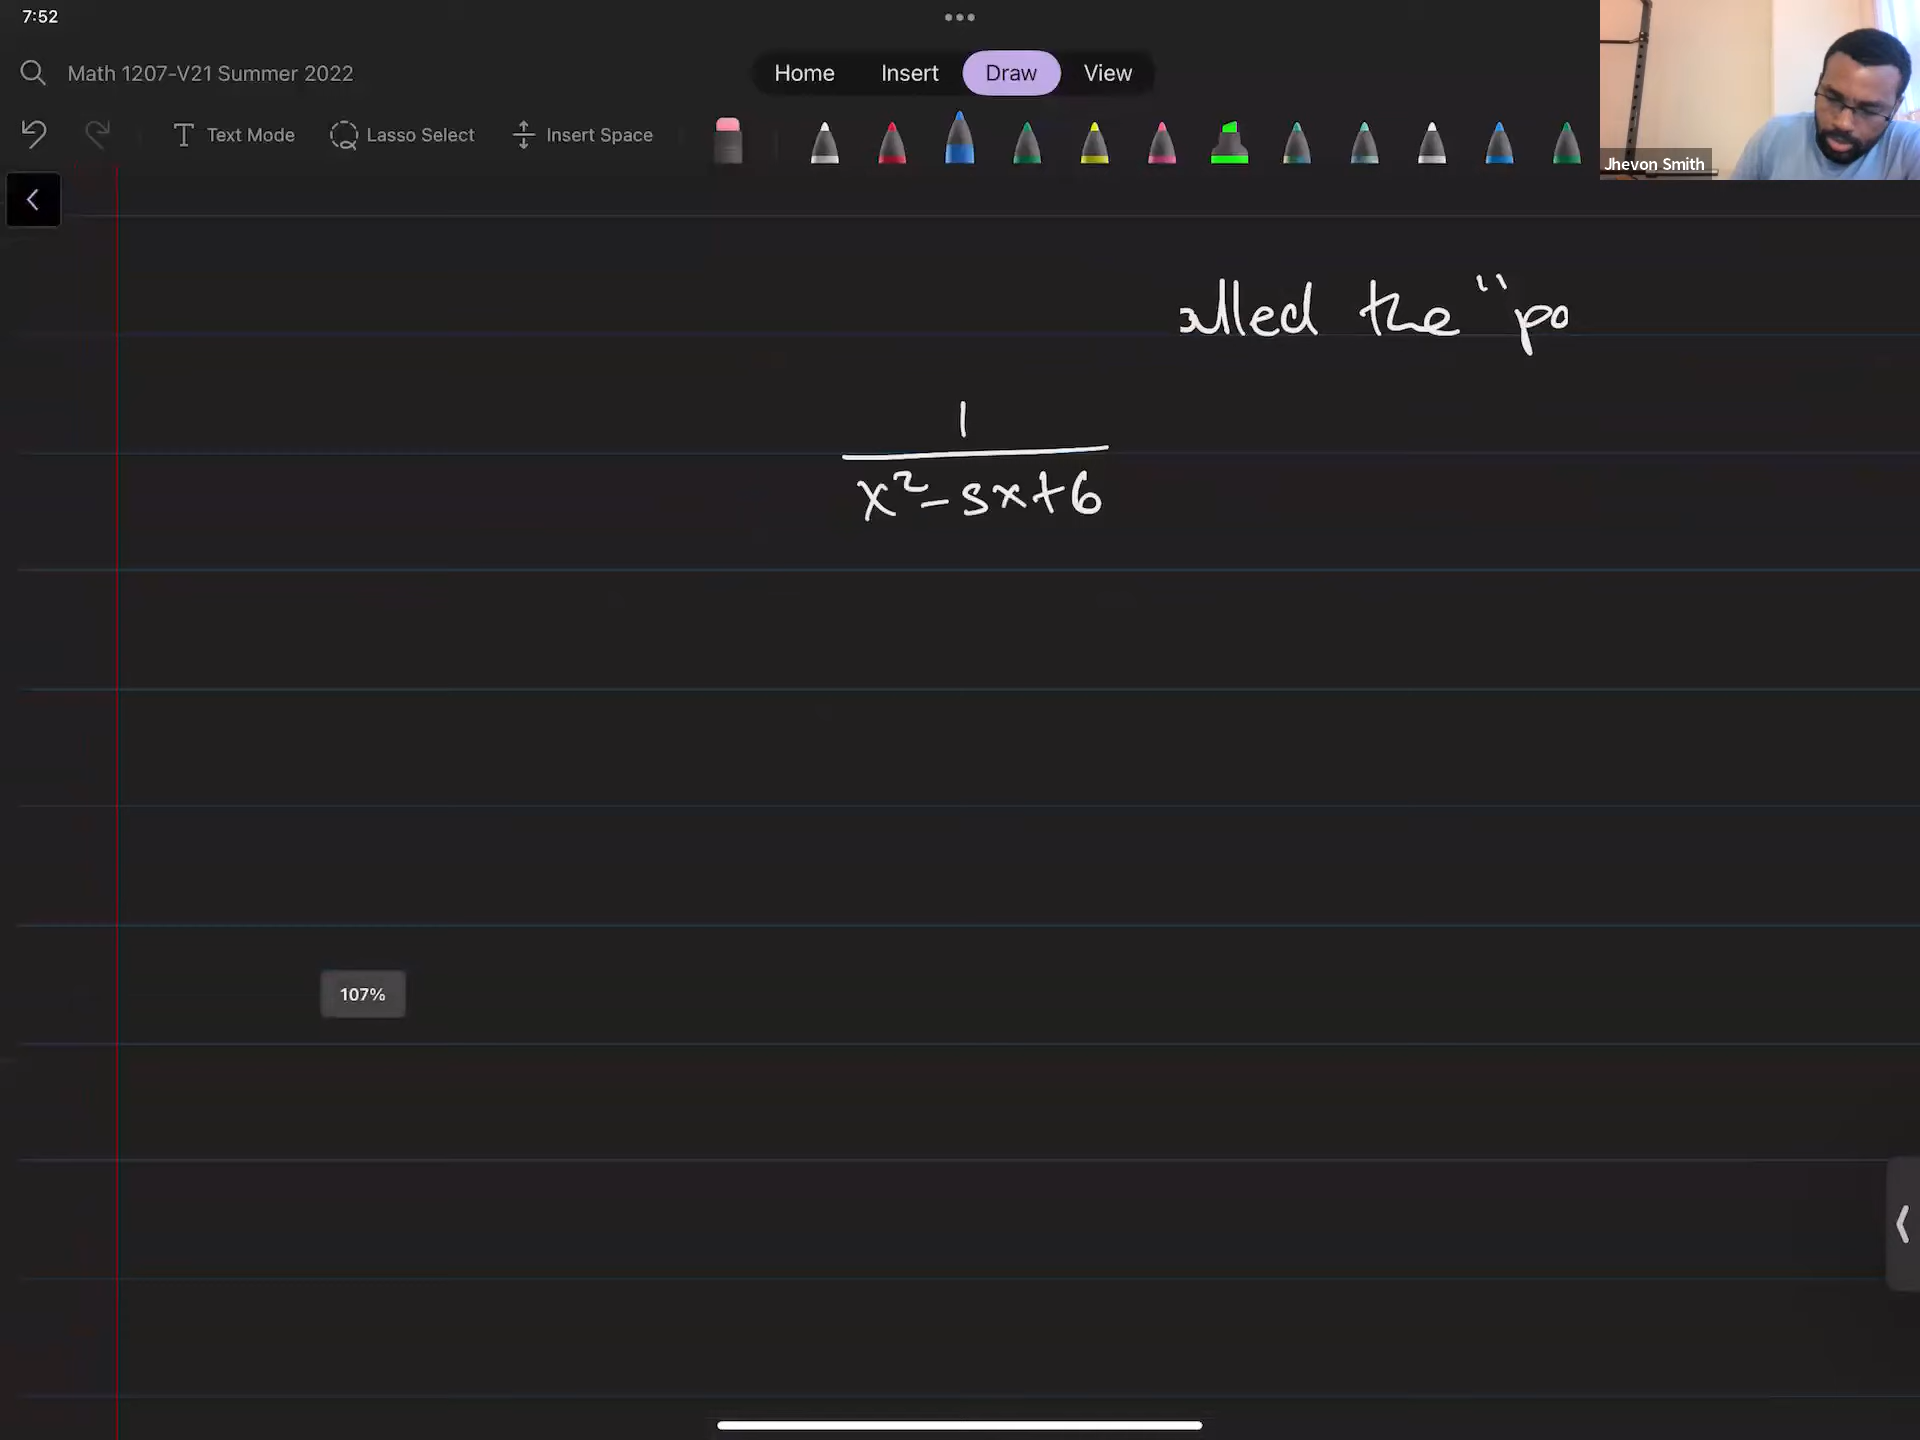 7:52
Math 1207-V21 Summer 2022
Home Insert Draw View
Text Mode Lasso Select Insert Space
Jhevon Smith
alled the "po
1
x² - 5x + 6
107%